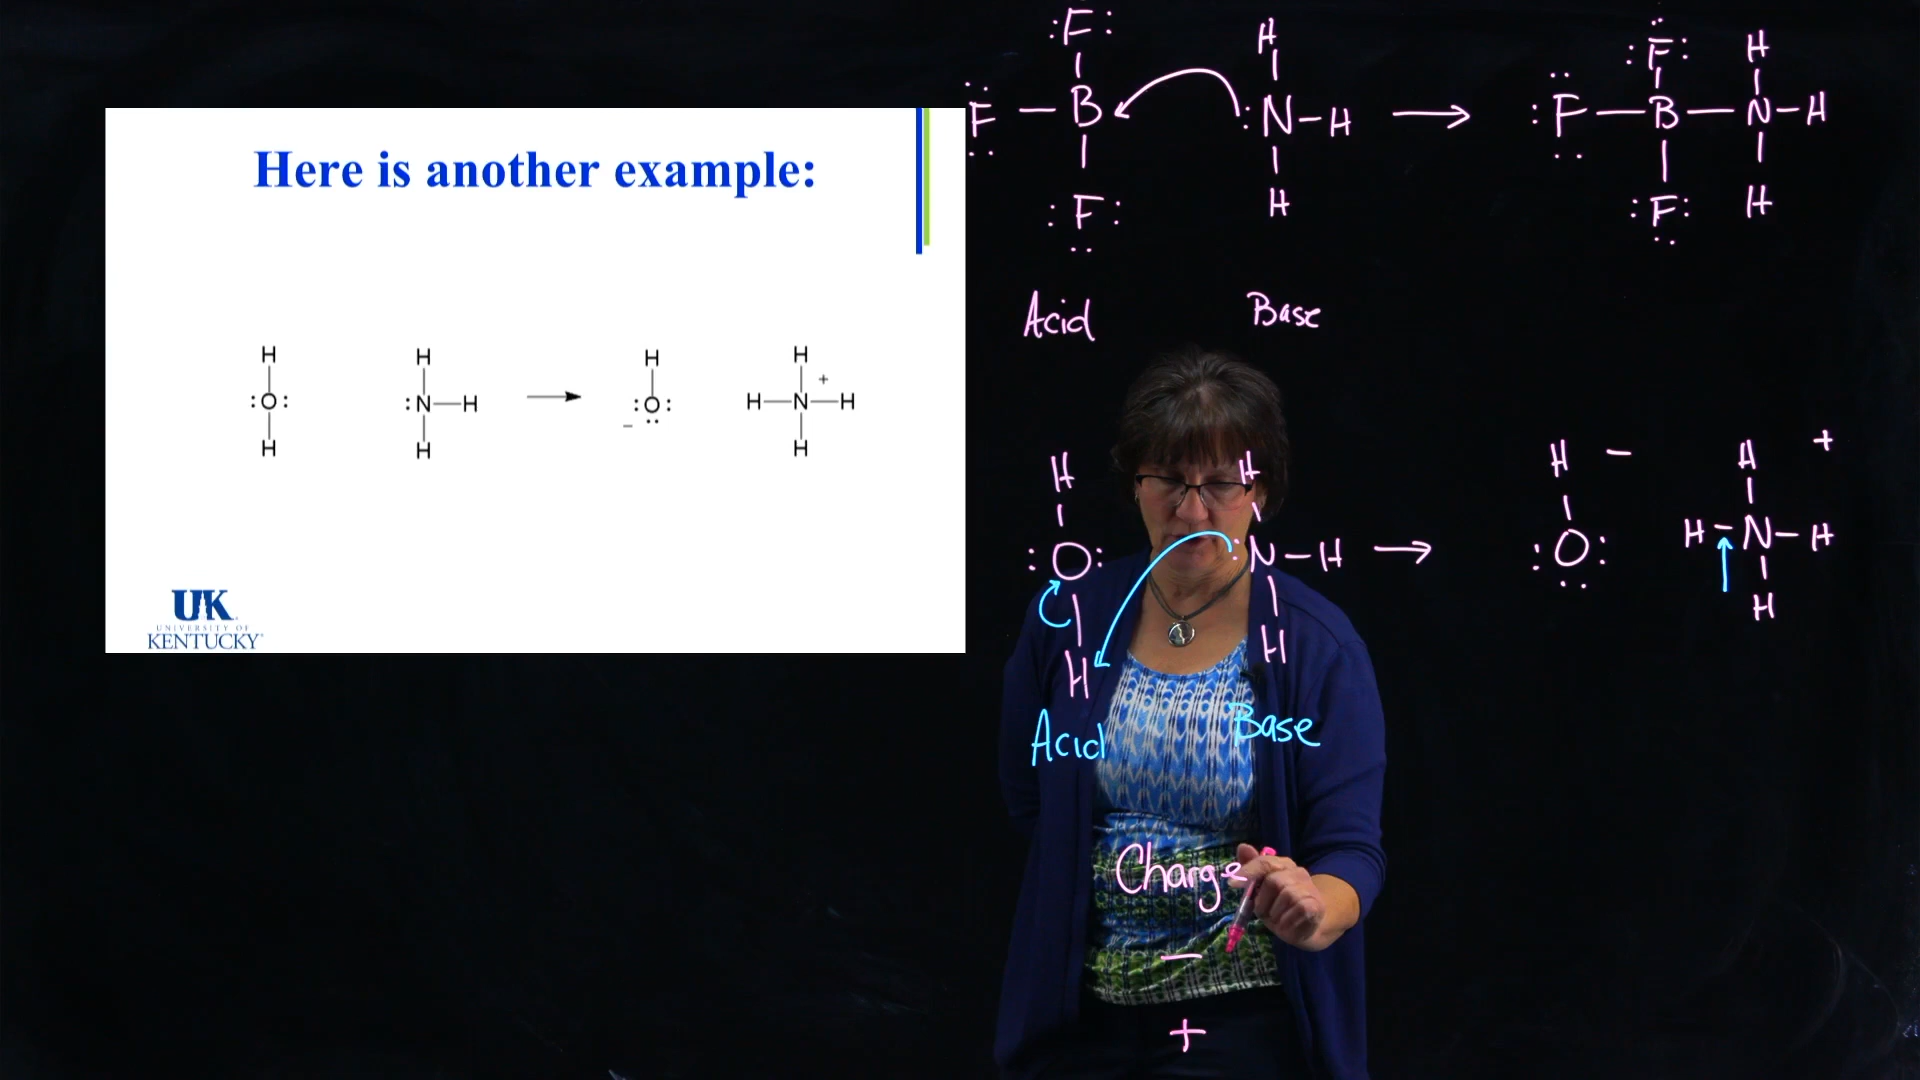 Here is another example:
H H H H
:O: :N—H → :O: H—N—H +
− ..
H H H
UK
UNIVERSITY OF
KENTUCKY
:F: H :F: H
F—B :N—H → :F—B—N—H
:F: H :F: H
Acid Base
H H H − H +
:O: :N—H → :O: H—N—H
H H H
Acid Base
Charge
−
+